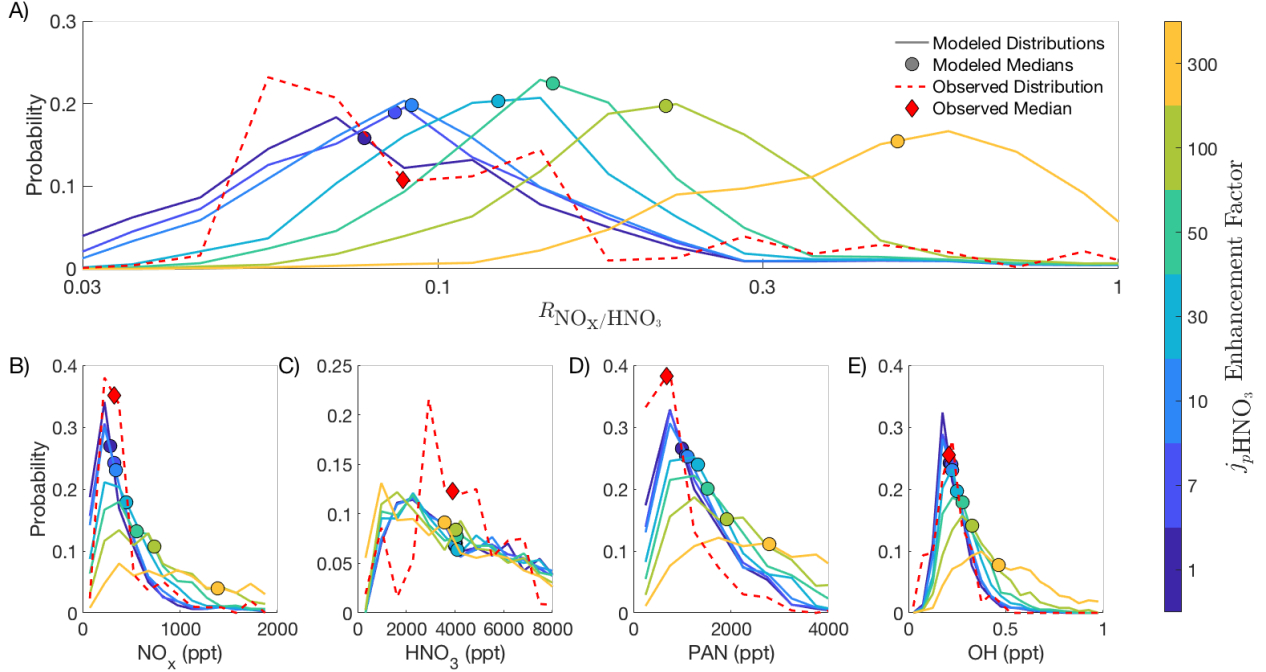 A)
0.3
0.2
0.1
0
Probability
0.03
0.1
0.3
1
R_NOX/HNO₃
Modeled Distributions
Modeled Medians
Observed Distribution
Observed Median
300
100
50
30
10
7
1
j_pHNO₃ Enhancement Factor
B)
0.4
0.3
0.2
0.1
0
Probability
0
1000
2000
NOₓ (ppt)
C)
0.25
0.2
0.15
0.1
0.05
0
0
2000
4000
6000
8000
HNO₃ (ppt)
D)
0.4
0.3
0.2
0.1
0
0
2000
4000
PAN (ppt)
E)
0.4
0.3
0.2
0.1
0
0
0.5
1
OH (ppt)